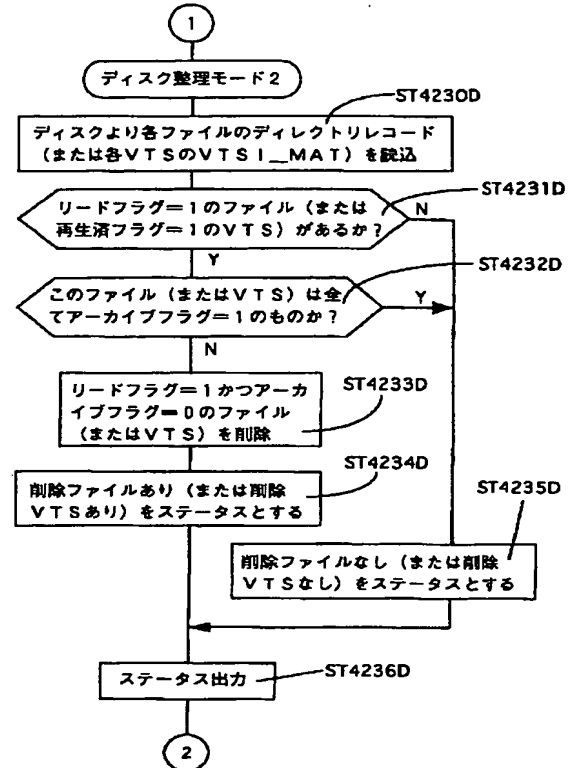 1
ディスク整理モード2
ST4230D
ディスクより各ファイルのディレクトリレコード
(または各VTSのVTSI__MAT)を読込
ST4231D
リードフラグ=1のファイル(または
再生済フラグ=1のVTS)があるか?
N
Y
ST4232D
このファイル(またはVTS)は全
てアーカイブフラグ=1のものか?
Y
N
ST4233D
リードフラグ=1かつアーカ
イブフラグ=0のファイル
(またはVTS)を削除
ST4234D
削除ファイルあり(または削除
VTSあり)をステータスとする
ST4235D
削除ファイルなし(または削除
VTSなし)をステータスとする
ステータス出力
ST4236D
2